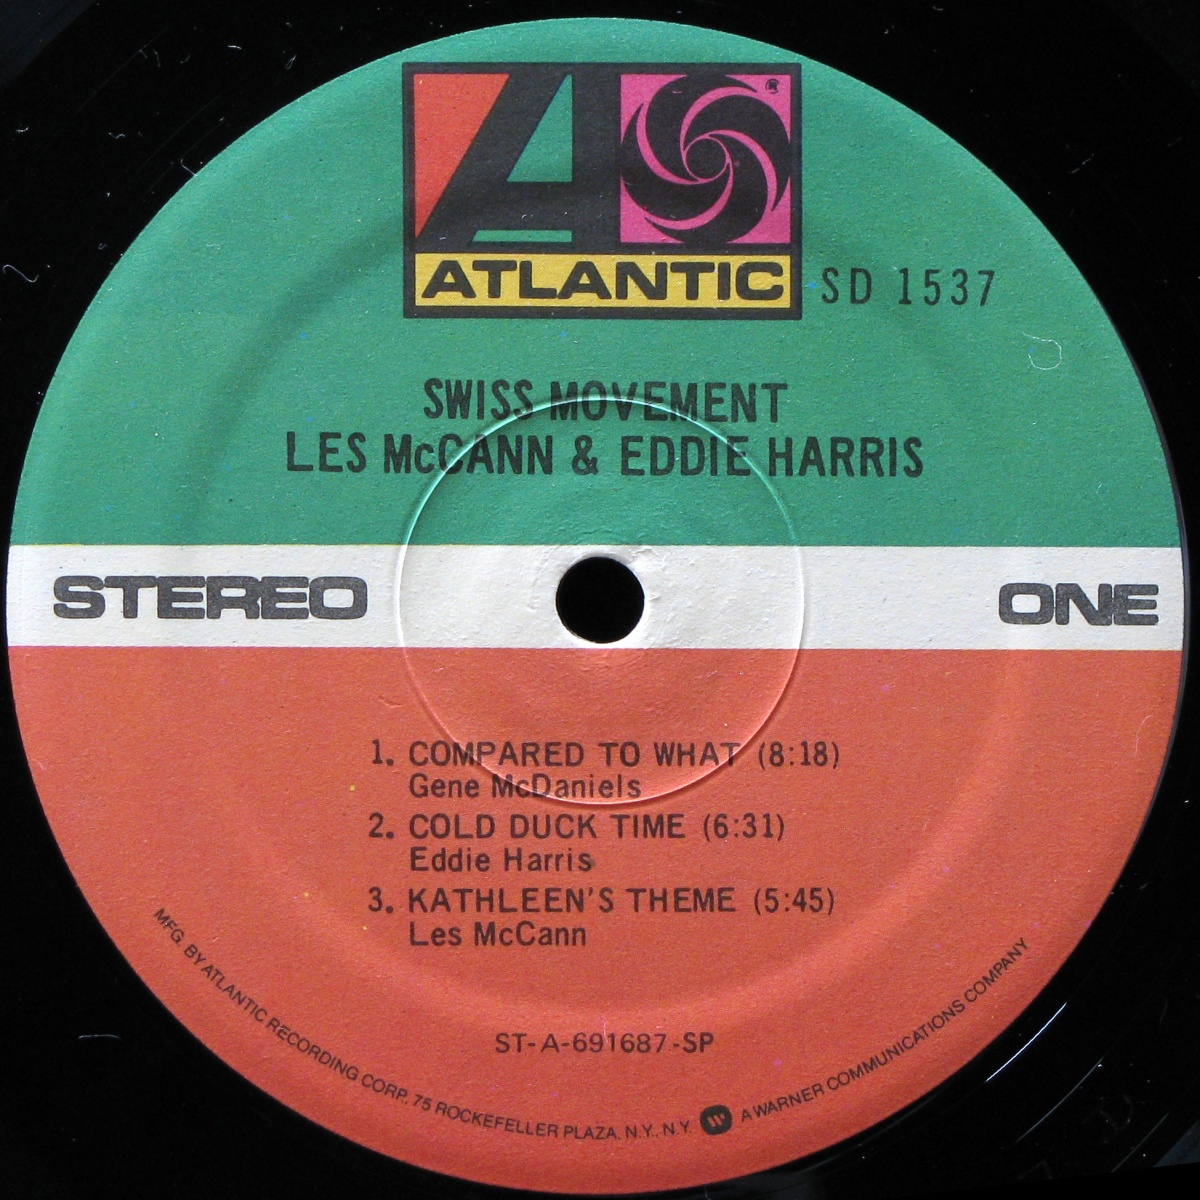 ATLANTIC ®
SD 1537
SWISS MOVEMENT
LES McCANN & EDDIE HARRIS
STEREO
ONE
1. COMPARED TO WHAT (8:18)
Gene McDaniels
2. COLD DUCK TIME (6:31)
Eddie Harris
3. KATHLEEN'S THEME (5:45)
Les McCann
ST-A-691687-SP
MFG. BY ATLANTIC RECORDING CORP., 75 ROCKEFELLER PLAZA, N.Y., N.Y. A WARNER COMMUNICATIONS COMPANY